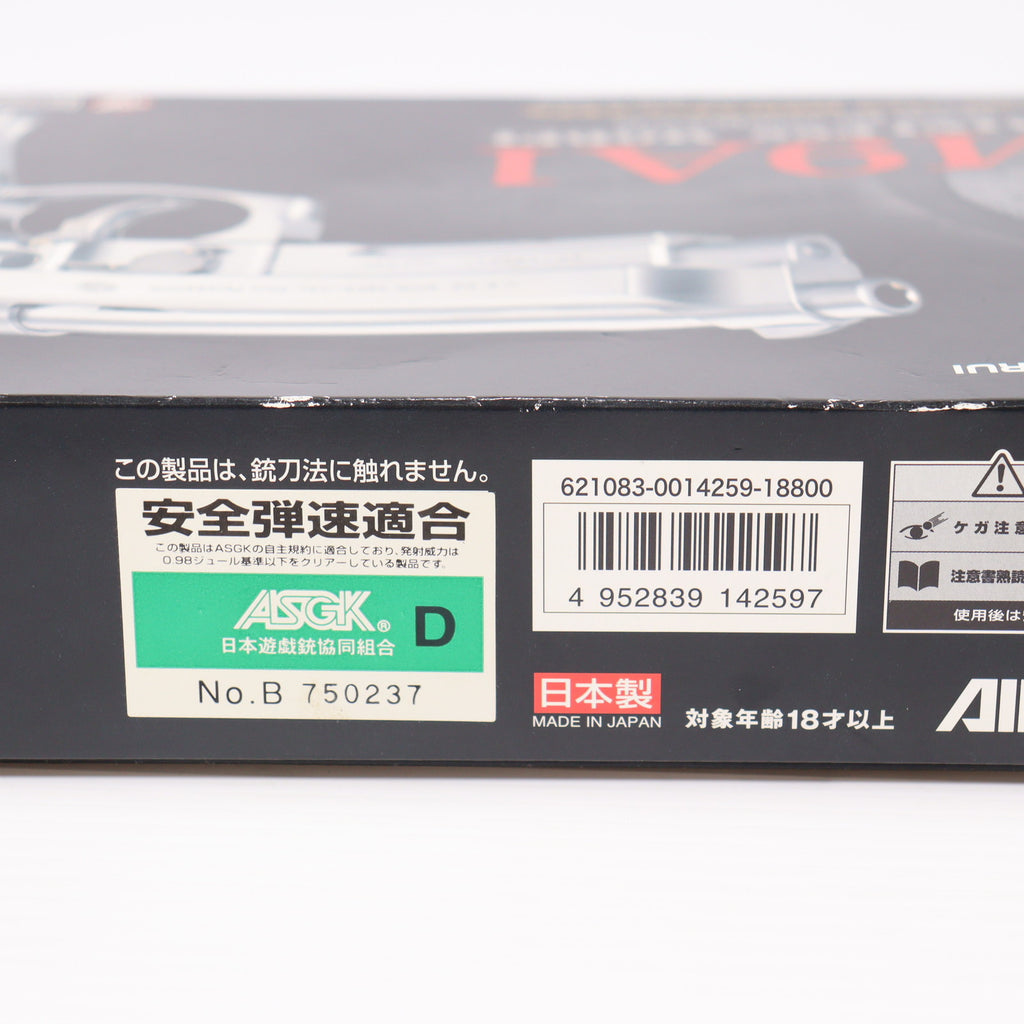 RUI
この製品は、銃刀法に触れません。
安全弾速適合
この製品はASGKの自主規約に適合しており、発射威力は
0.98ジュール基準以下をクリアーしている製品です。
ASGK® D
日本遊戯銃協同組合
No.B 750237
621083-0014259-18800
4 952839 142597
日本製
MADE IN JAPAN
対象年齢18才以上
ケガ注意
注意書熟読
使用後は